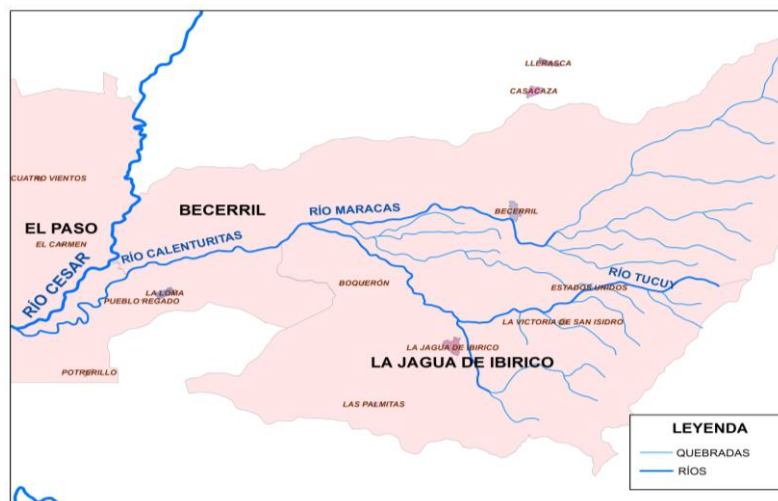 LLERASCA
CASACAZA
CUATRO VIENTOS
BECERRIL
RÍO MARACAS
BECERRIL
EL PASO
EL CARMEN
RÍO CALENTURITAS
RÍO CESAR
RÍO TUCUY
BOQUERÓN
ESTADOS UNIDOS
LA LOMA
PUEBLO REGADO
LA VICTORIA DE SAN ISIDRO
LA JAGUA DE IBIRICO
LA JAGUA DE IBIRICO
POTRERILLO
LAS PALMITAS
LEYENDA
QUEBRADAS
RÍOS